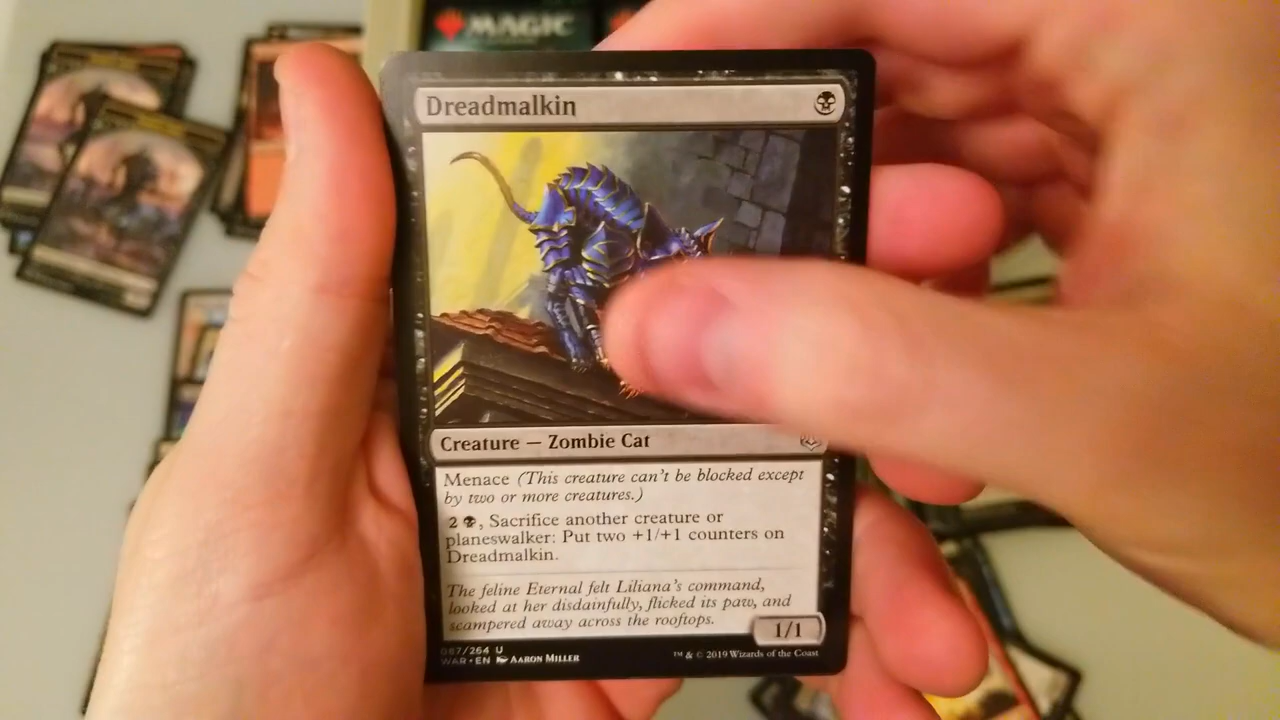 MAGIC
Dreadmalkin
Creature — Zombie Cat
Menace (This creature can't be blocked except
by two or more creatures.)
2, Sacrifice another creature or
planeswalker: Put two +1/+1 counters on
Dreadmalkin.
The feline Eternal felt Liliana's command,
looked at her disdainfully, flicked its paw, and
scampered away across the rooftops.
1/1
087/264 U
WAR • EN Aaron Miller
™ & © 2019 Wizards of the Coast